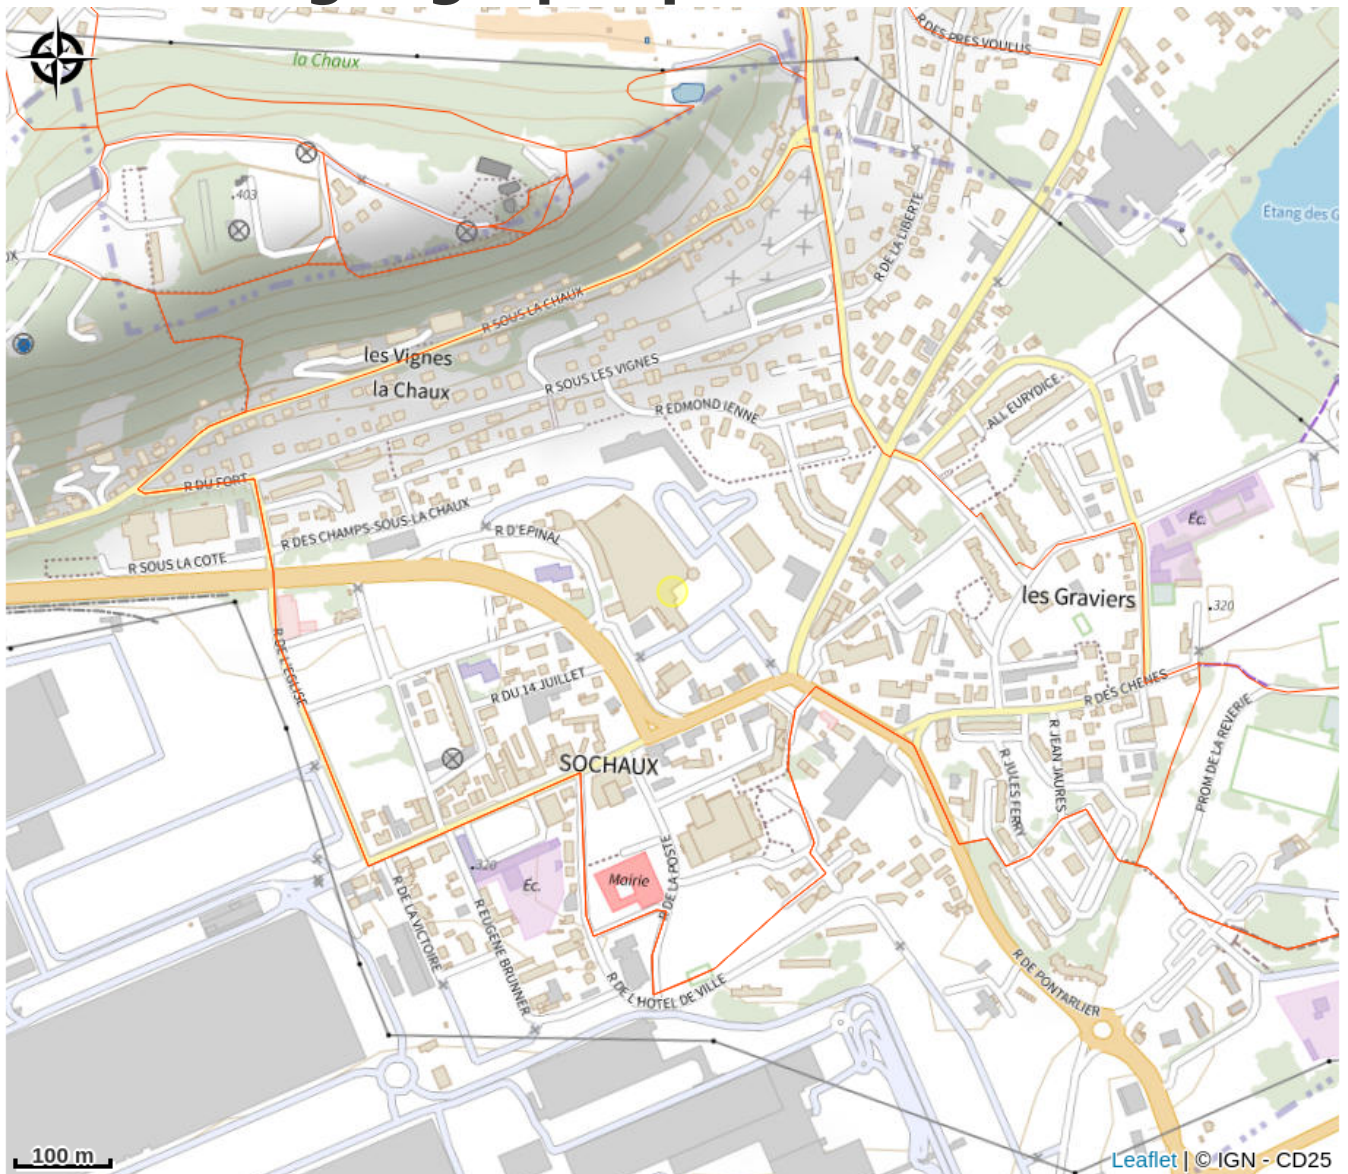 R DES PRES VOULUS
la Chaux
403
Étang des G
R DE LA LIBERTE
UX
R SOUS LA CHAUX
les Vignes
la Chaux
R SOUS LES VIGNES
ALL EURYDICE
R EDMOND IENNE
R DU FORT
R DES CHAMPS-SOUS-LA CHAUX
Éc.
R D'EPINAL
R SOUS LA COTE
les Graviers
320
R DE L'EGLISE
R DU 14 JUILLET
R DES CHENES
PROM DE LA REVERIE
R JEAN JAURES
R JULES FERRY
SOCHAUX
320
Éc.
Mairie
R DE LA POSTE
R DE LA VICTOIRE
R EUGENE BRUNNER
R DE L'HOTEL DE VILLE
R DE PONTARLIER
100 m
Leaflet | © IGN - CD25